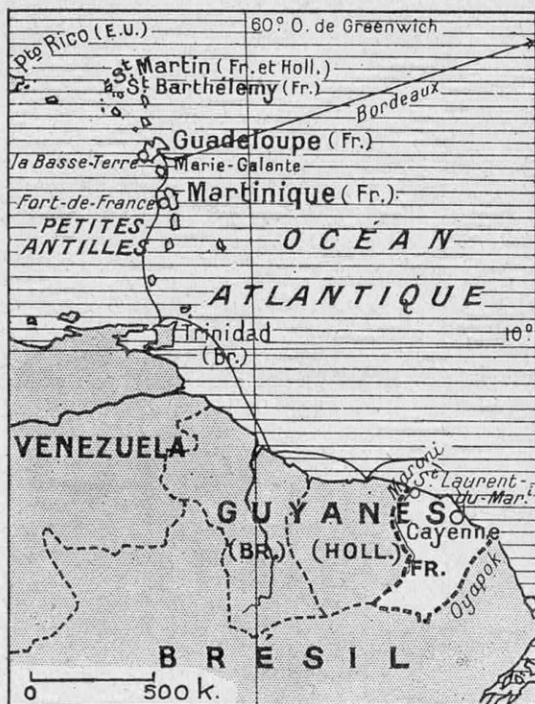 60° O. de Greenwich
Pto Rico (E.U.)
St Martin (Fr. et Holl.)
St Barthélemy (Fr.)
Bordeaux
Guadeloupe (Fr.)
la Basse-Terre
Marie-Galante
Fort-de-France
Martinique (Fr.)
PETITES
ANTILLES
OCÉAN
ATLANTIQUE
Trinidad
(Br.)
10°
VENEZUELA
Maroni
St Laurent-
du-Mar.i
GUYANES
Cayenne
(BR.) (HOLL.)
FR.
Oyapok
BRESIL
0 500 k.